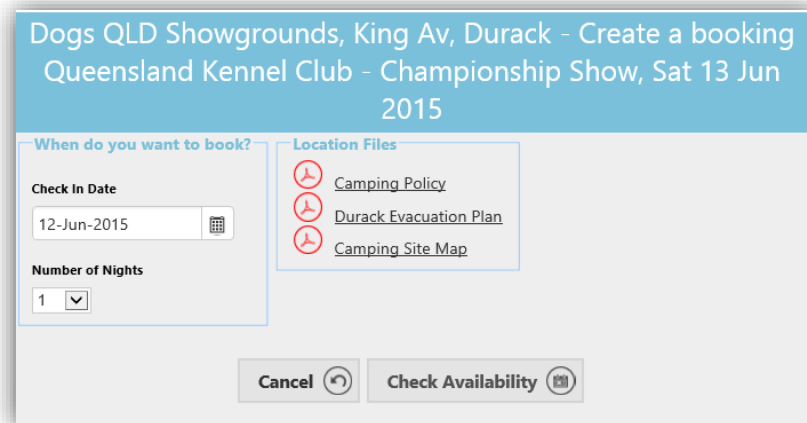 Dogs QLD Showgrounds, King Av, Durack - Create a booking
Queensland Kennel Club - Championship Show, Sat 13 Jun
2015
When do you want to book?
Check In Date
12-Jun-2015
Number of Nights
1
Location Files
Camping Policy
Durack Evacuation Plan
Camping Site Map
Cancel
Check Availability